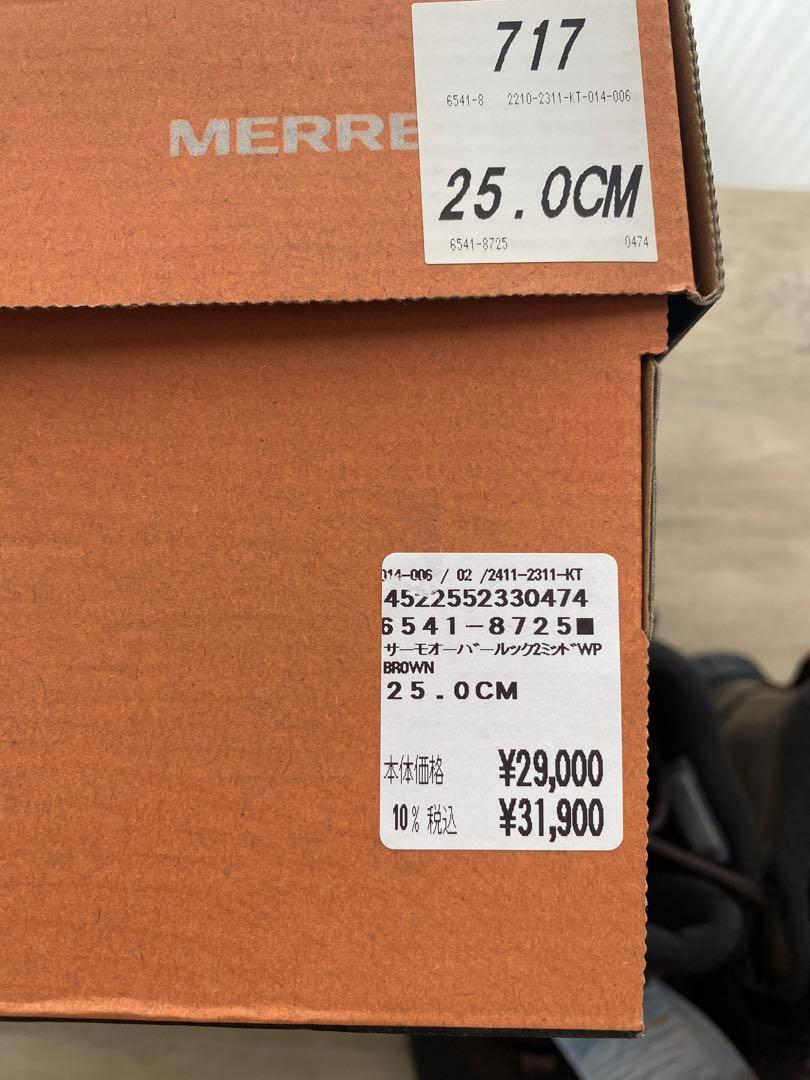 717
6541-8 2210-2311-KT-014-006
MERRE
25.0CM
6541-8725 0474
014-006 / 02 /2411-2311-KT
4522552330474
6541-8725■
サーモオーバールック2ミッドWP
BROWN
25.0CM
本体価格 ¥29,000
10% 税込 ¥31,900